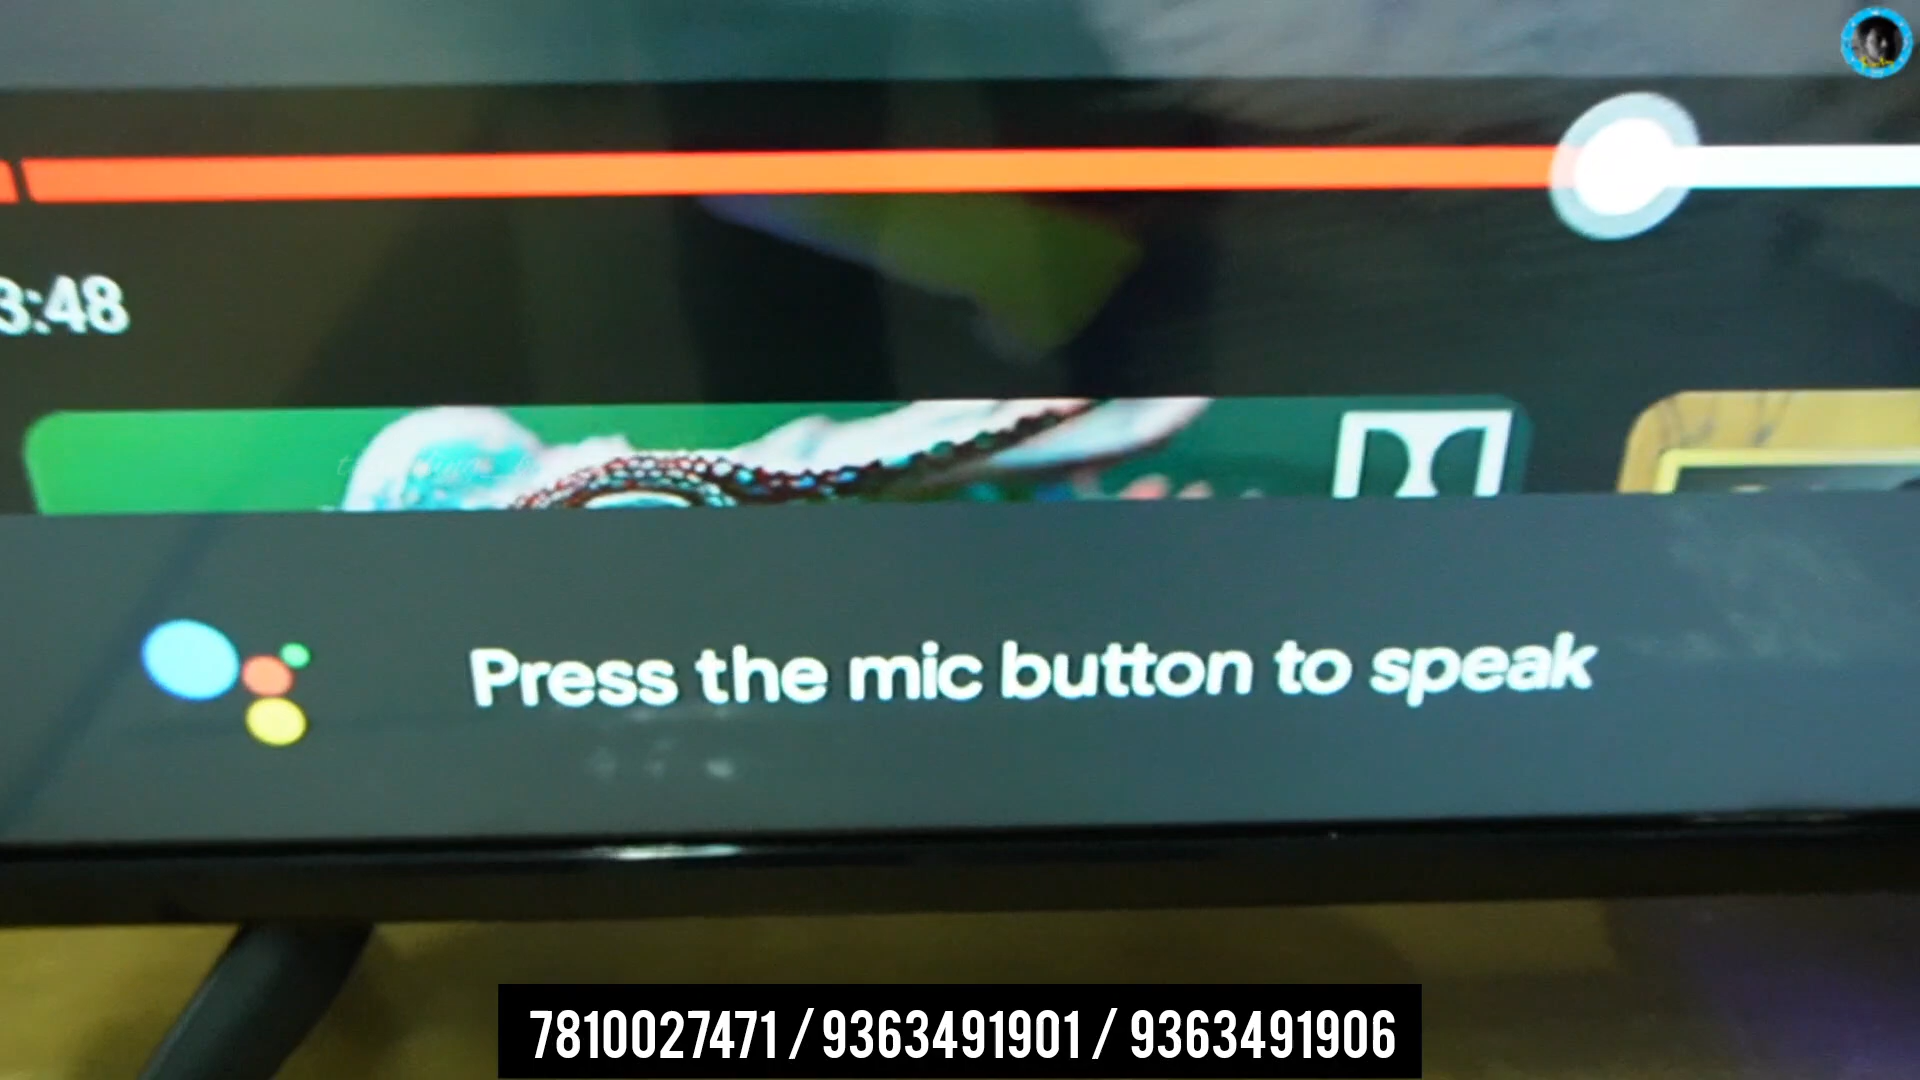 3:48
Press the mic button to speak
7810027471 / 9363491901 / 9363491906